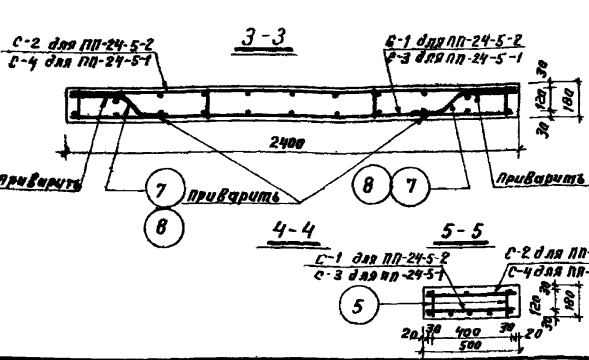 3-3
С-2 для ПП-24-5-2
С-4 для ПП-24-5-1
С-1 для ПП-24-5-2
С-3 для ПП-24-5-1
30
120
30
180
2400
Приварить
7
8
Приварить
8
7
Приварить
4-4
5-5
С-1 для ПП-24-5-2
С-3 для ПП-24-5-1
С-2 для ПП-
С-4 для ПП-
5
30
120
30
180
20
30
400
30
20
500